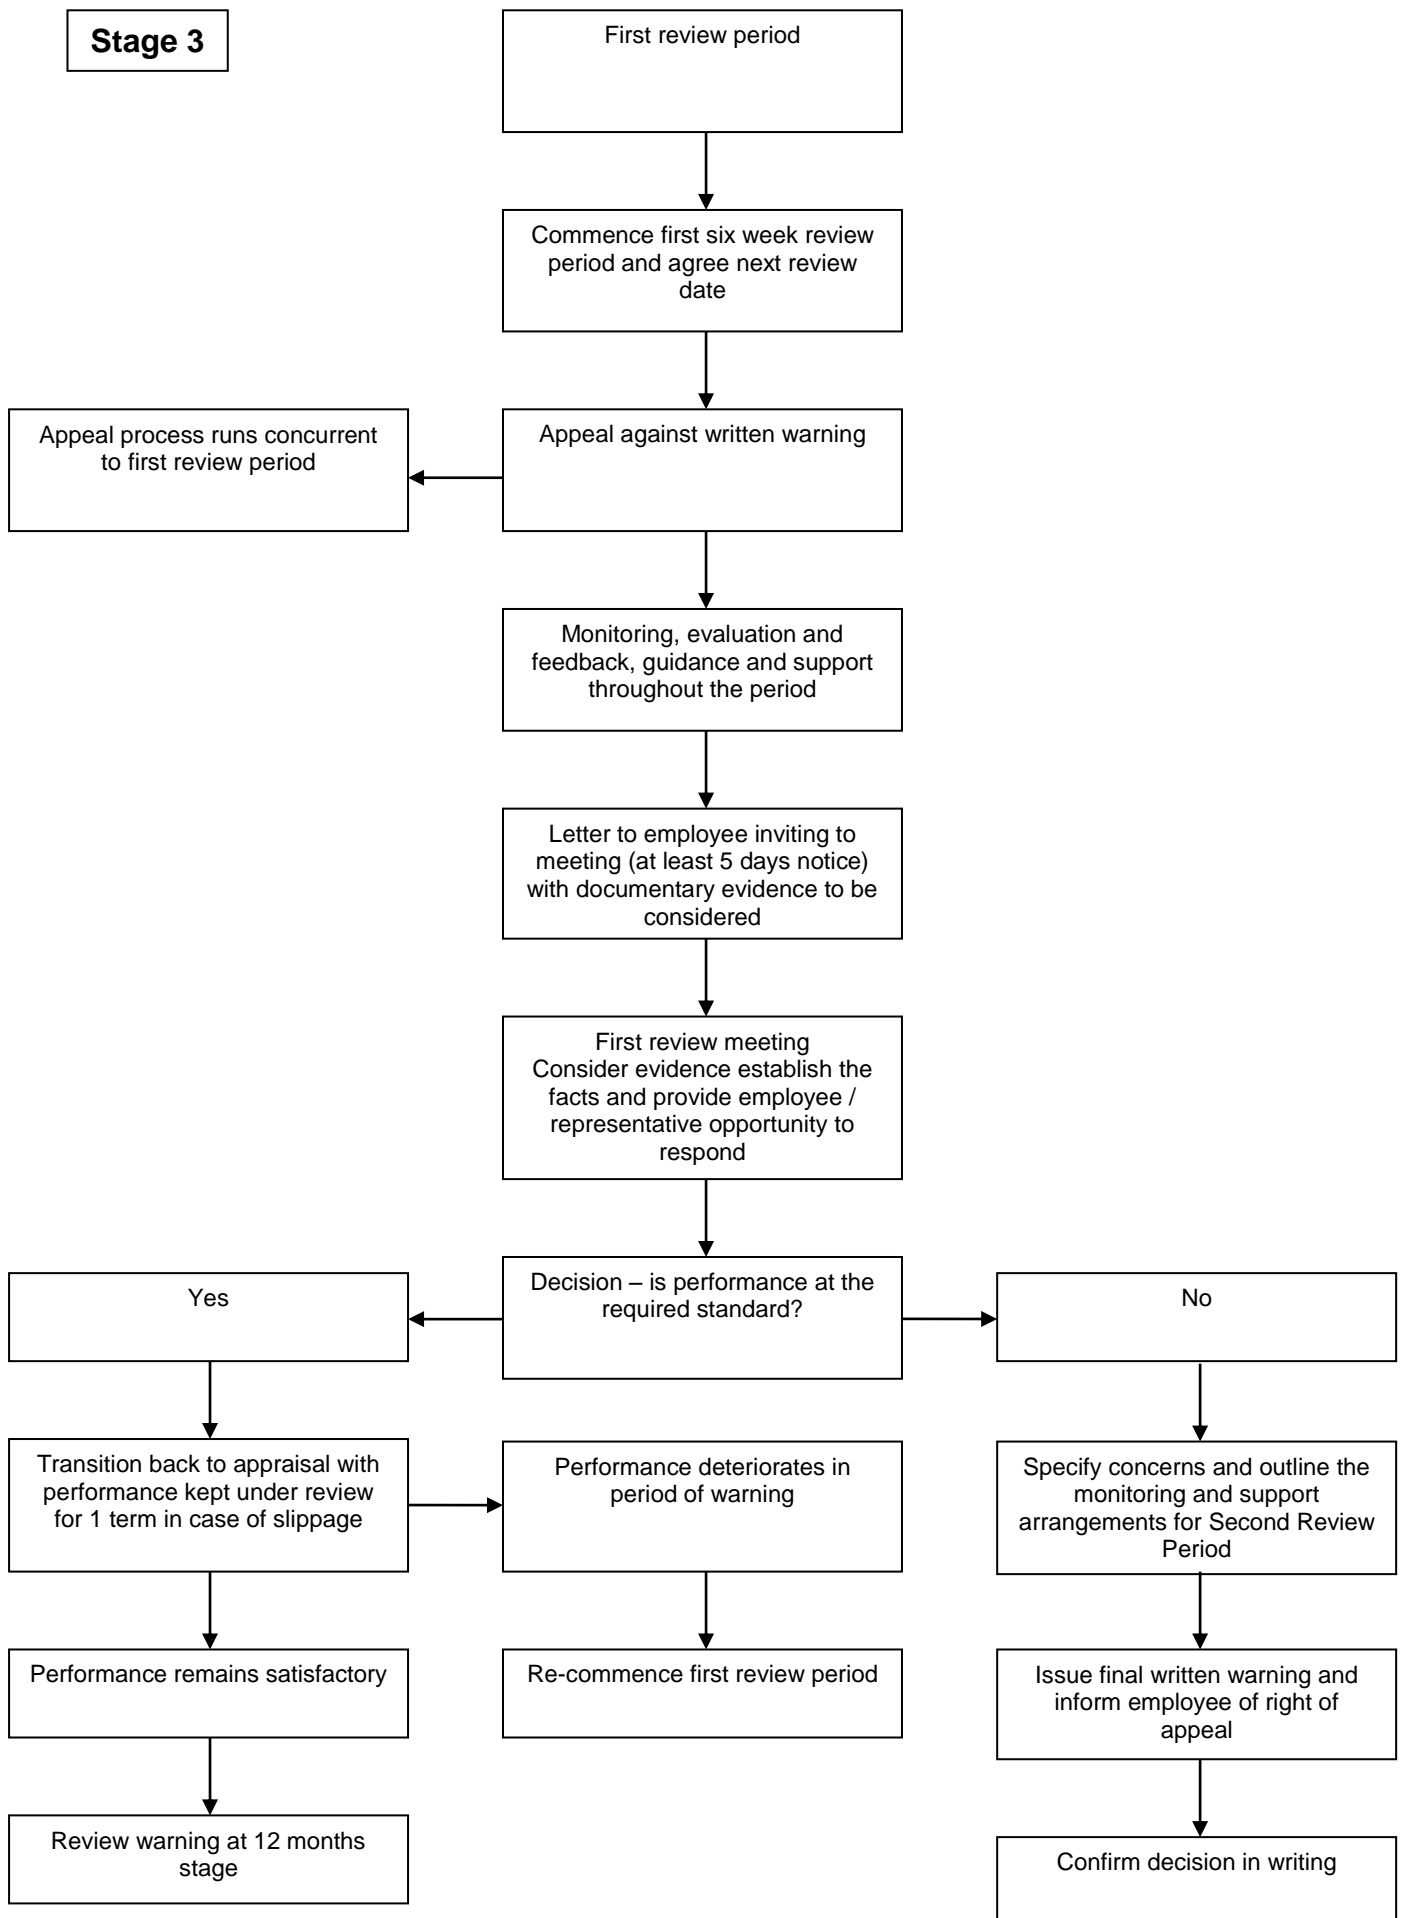 Stage 3
First review period
Commence first six week review
period and agree next review
date
Appeal process runs concurrent
to first review period
Appeal against written warning
Monitoring, evaluation and
feedback, guidance and support
throughout the period
Letter to employee inviting to
meeting (at least 5 days notice)
with documentary evidence to be
considered
First review meeting
Consider evidence establish the
facts and provide employee /
representative opportunity to
respond
Yes
Decision – is performance at the
required standard?
No
Transition back to appraisal with
performance kept under review
for 1 term in case of slippage
Performance deteriorates in
period of warning
Specify concerns and outline the
monitoring and support
arrangements for Second Review
Period
Performance remains satisfactory
Re-commence first review period
Issue final written warning and
inform employee of right of
appeal
Review warning at 12 months
stage
Confirm decision in writing